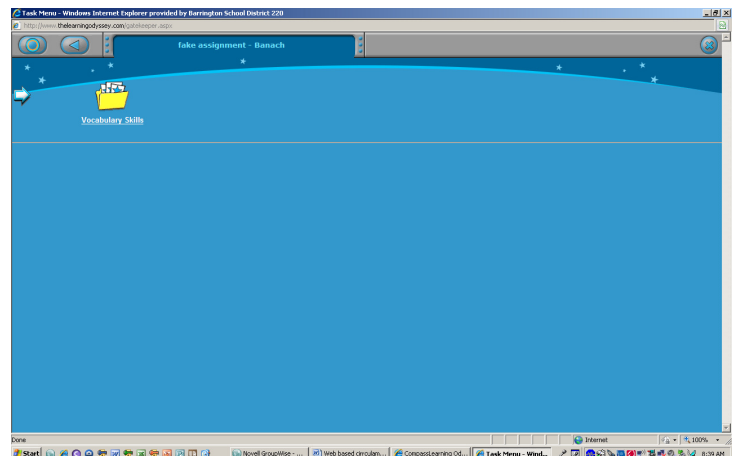 Task Menu - Windows Internet Explorer provided by Barrington School District 220
http://www.thelearningodyssey.com/gatekeeper.aspx
fake assignment - Banach
Vocabulary Skills
Done
Internet
100%
Start
Novell GroupWise - ...
Web based cirrculam...
CompassLearning Od...
Task Menu - Wind...
8:39 AM